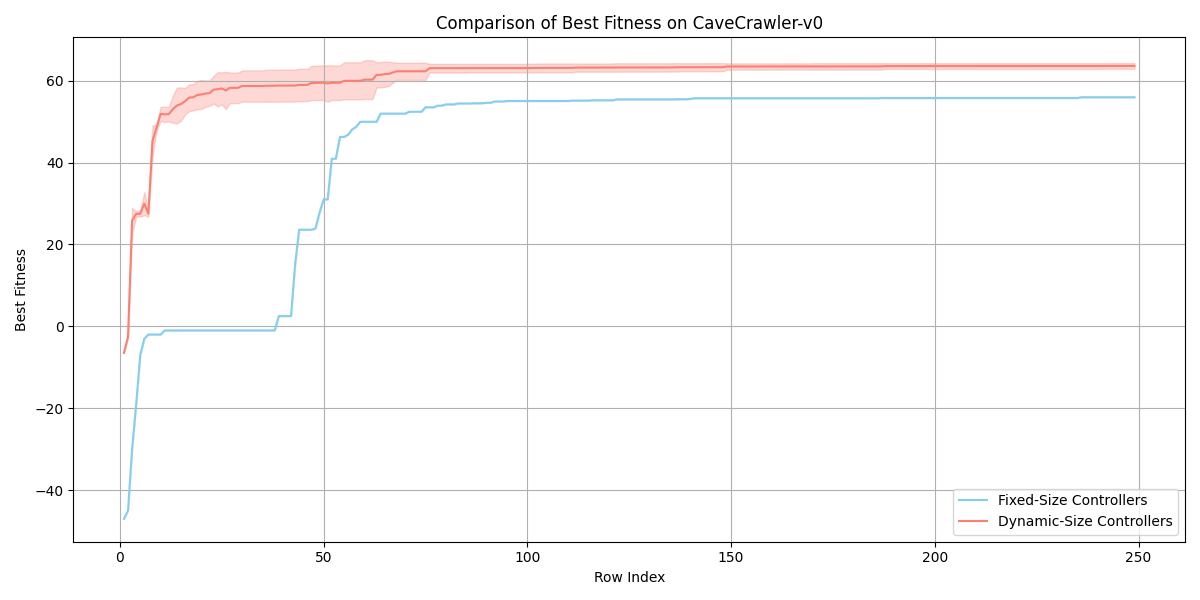 Comparison of Best Fitness on CaveCrawler-v0
Best Fitness
60
40
20
0
−20
−40
0
50
100
150
200
250
Row Index
Fixed-Size Controllers
Dynamic-Size Controllers